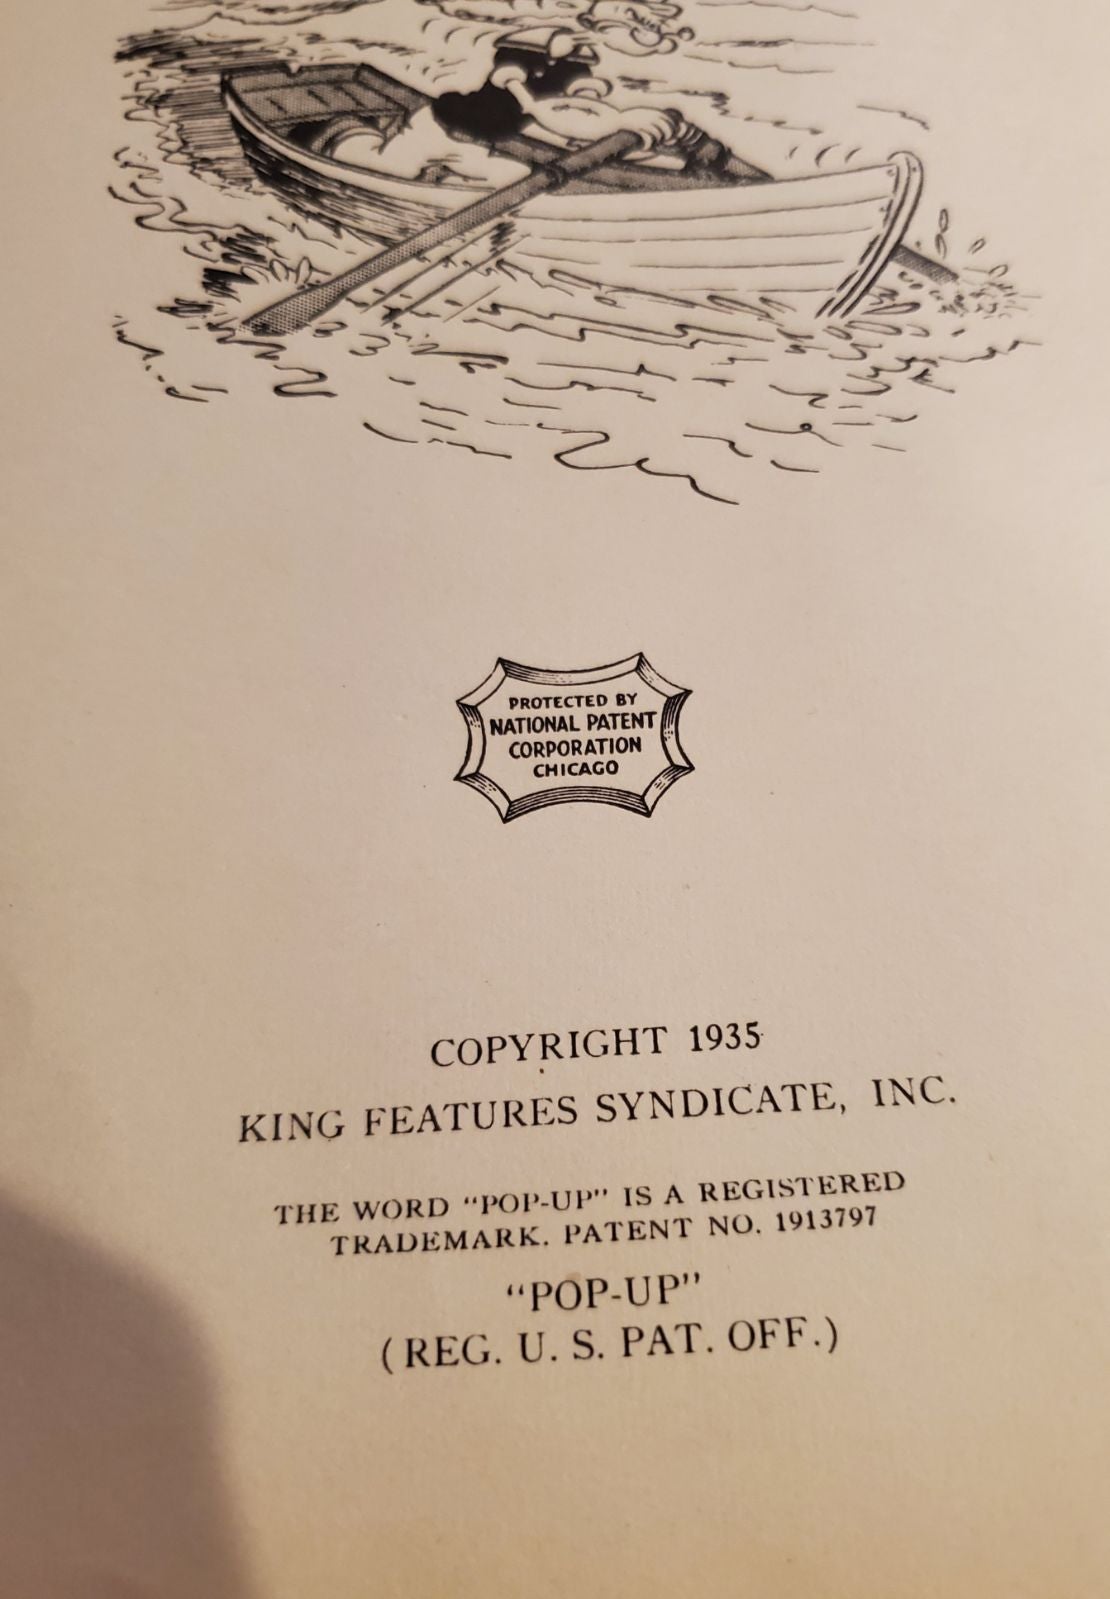 PROTECTED BY
NATIONAL PATENT
CORPORATION
CHICAGO
COPYRIGHT 1935
KING FEATURES SYNDICATE, INC.
THE WORD "POP-UP" IS A REGISTERED
TRADEMARK. PATENT NO. 1913797
"POP-UP"
(REG. U. S. PAT. OFF.)